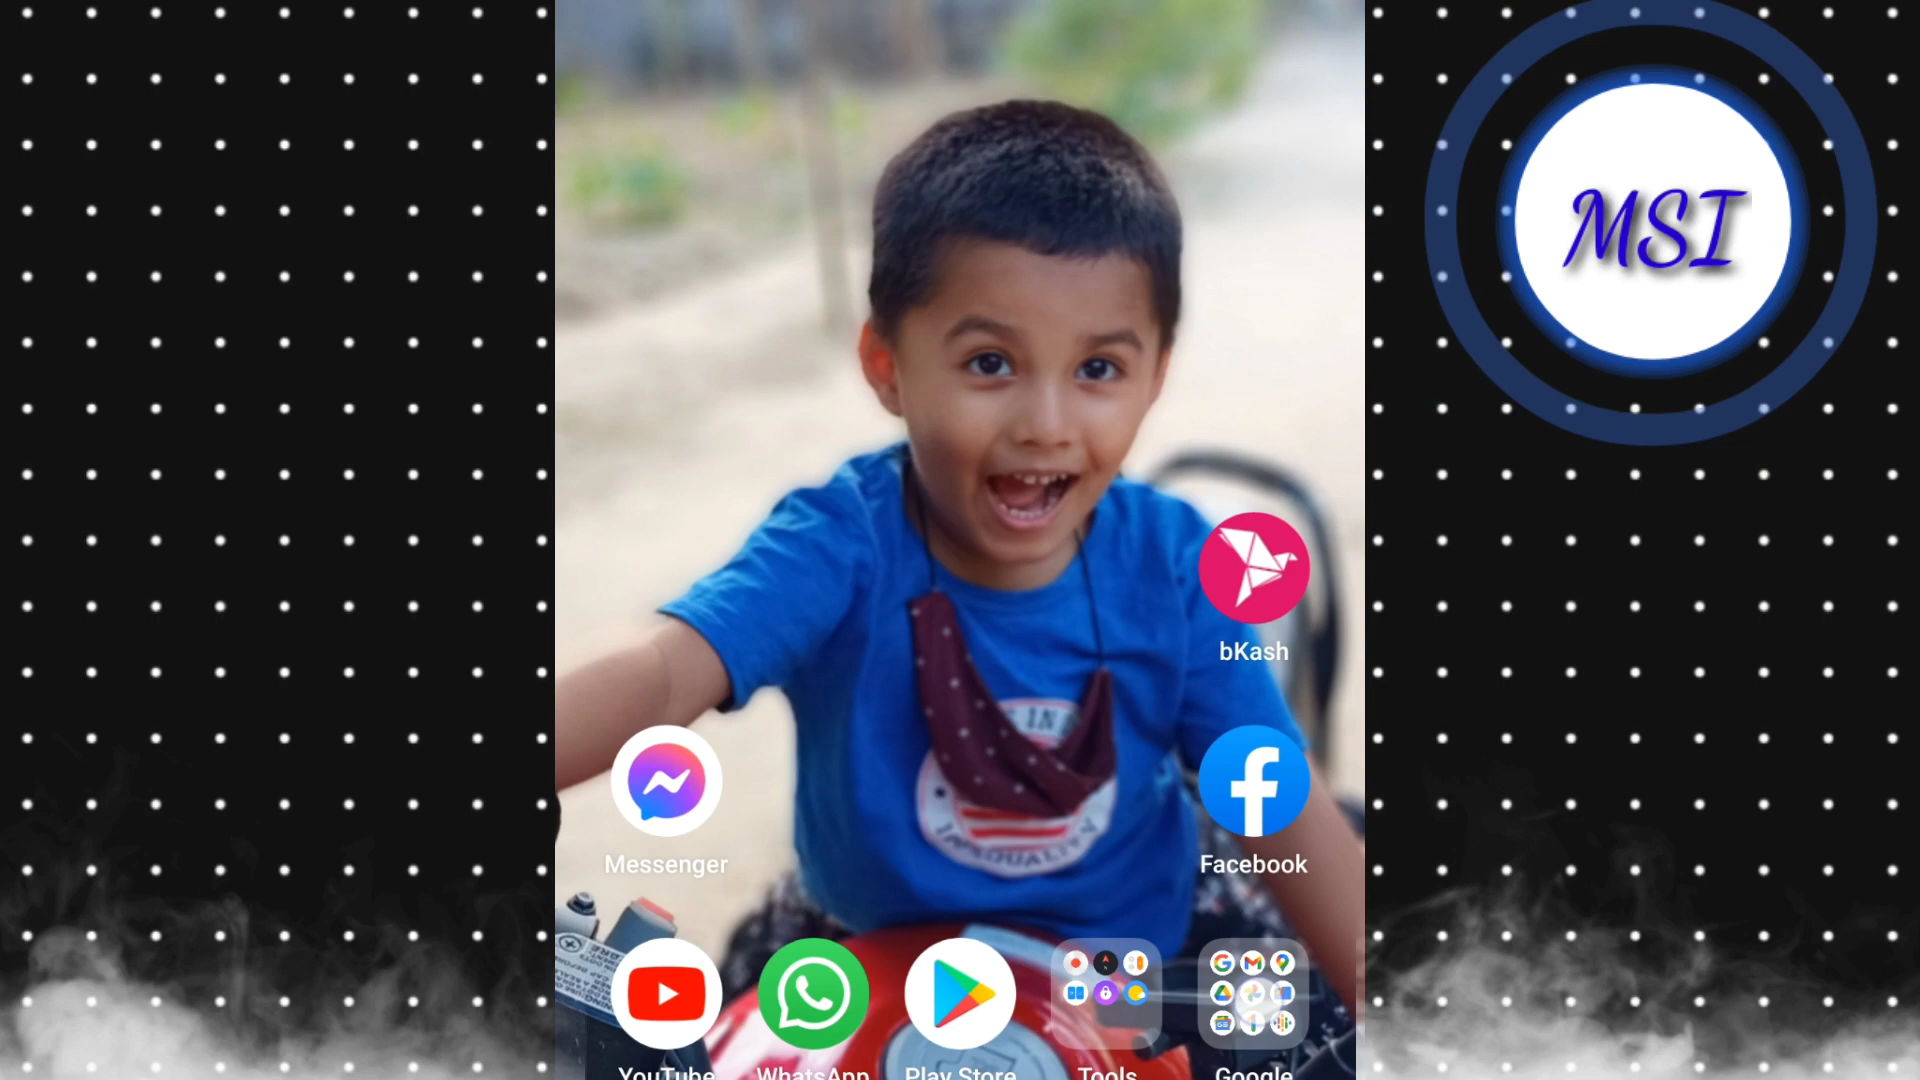 MSI
bKash
Messenger
Facebook
YouTube
WhatsApp
Play Store
Tools
Google